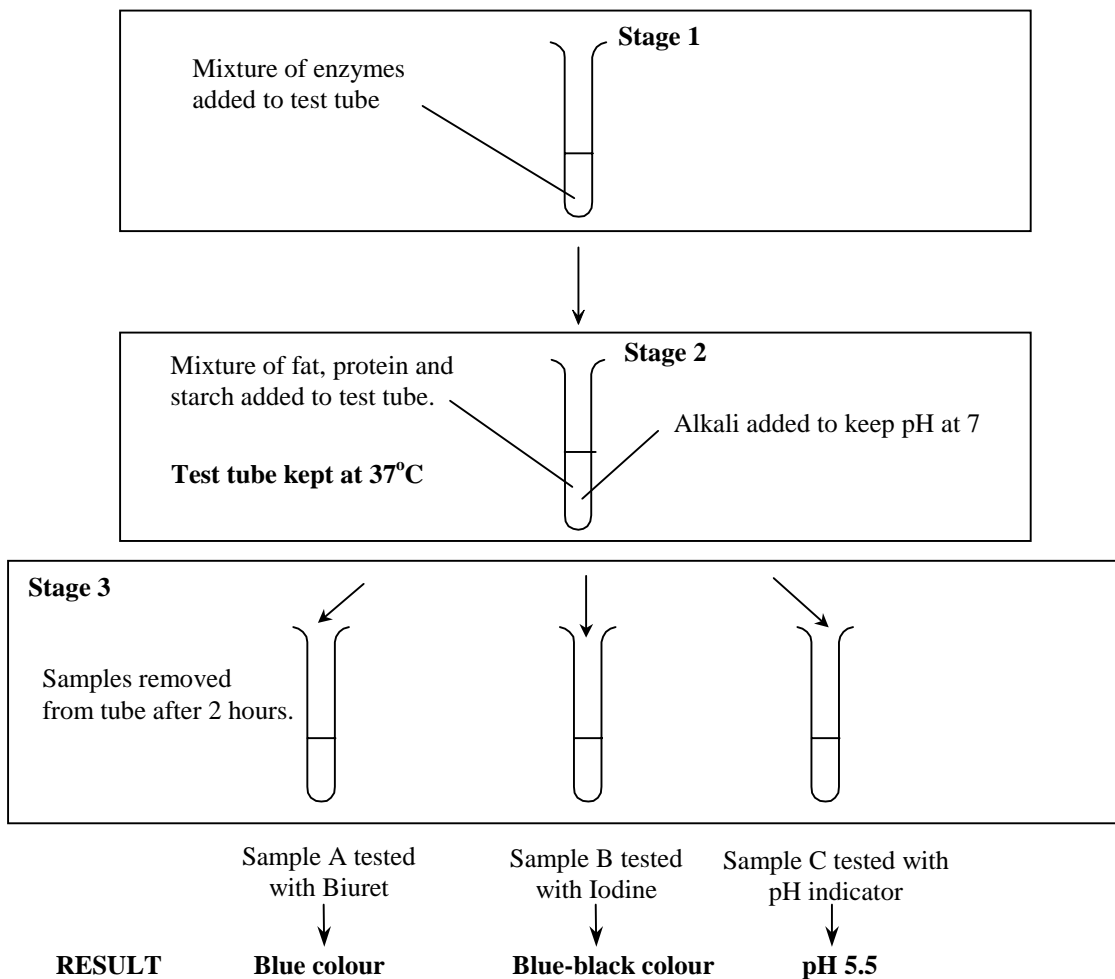 Stage 1
Mixture of enzymes
added to test tube
Stage 2
Mixture of fat, protein and
starch added to test tube.
Alkali added to keep pH at 7
Test tube kept at 37°C
Stage 3
Samples removed
from tube after 2 hours.
Sample A tested
with Biuret
Sample B tested
with Iodine
Sample C tested with
pH indicator
RESULT Blue colour Blue-black colour pH 5.5